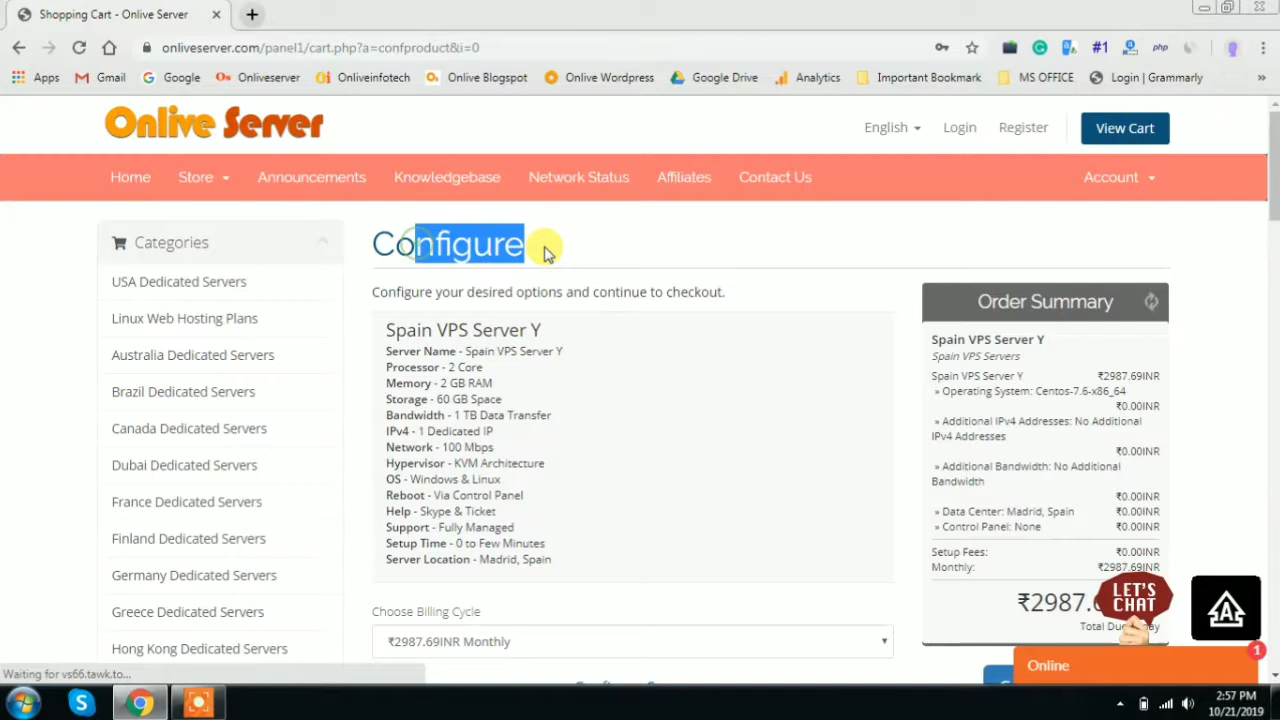 Shopping Cart - Onlive Server
onliveserver.com/panel1/cart.php?a=confproduct&i=0
#1
php
Apps
Gmail
Google
Onliveserver
Onliveinfotech
Online Blogspot
Online Wordpress
Google Drive
Analytics
Important Bookmark
MS OFFICE
Login | Grammarly
»
Onlive Server
English
Login
Register
View Cart
Home
Store
Announcements
Knowledgebase
Network Status
Affiliates
Contact Us
Account
Categories
USA Dedicated Servers
Linux Web Hosting Plans
Australia Dedicated Servers
Brazil Dedicated Servers
Canada Dedicated Servers
Dubai Dedicated Servers
France Dedicated Servers
Finland Dedicated Servers
Germany Dedicated Servers
Greece Dedicated Servers
Hong Kong Dedicated Servers
Configure
Configure your desired options and continue to checkout.
Spain VPS Server Y
Server Name - Spain VPS Server Y
Processor - 2 Core
Memory - 2 GB RAM
Storage - 60 GB Space
Bandwidth - 1 TB Data Transfer
IPv4 - 1 Dedicated IP
Network - 100 Mbps
Hypervisor - KVM Architecture
OS - Windows & Linux
Reboot - Via Control Panel
Help - Skype & Ticket
Support - Fully Managed
Setup Time - 0 to Few Minutes
Server Location - Madrid, Spain
Choose Billing Cycle
₹2987.69INR Monthly
Order Summary
Spain VPS Server Y
Spain VPS Servers
Spain VPS Server Y ₹2987.69INR
» Operating System: Centos-7.6-x86_64
₹0.00INR
» Additional IPv4 Addresses: No Additional
IPv4 Addresses
₹0.00INR
» Additional Bandwidth: No Additional
Bandwidth
₹0.00INR
» Data Center: Madrid, Spain ₹0.00INR
» Control Panel: None ₹0.00INR
Setup Fees: ₹0.00INR
Monthly: ₹2987.69INR
₹2987.
Total Due
LET'S
CHAT
Online
1
Waiting for vs66.tawk.to...
2:57 PM
10/21/2019